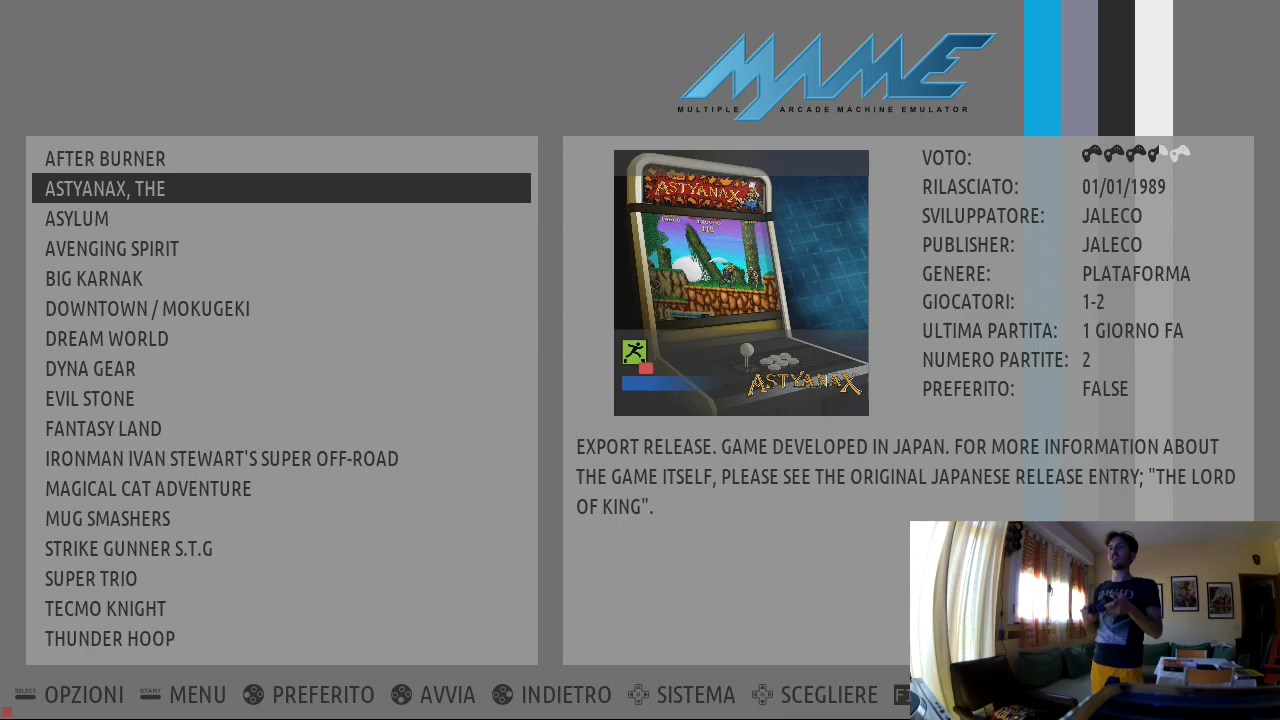 MAME
MULTIPLE ARCADE MACHINE EMULATOR
AFTER BURNER
ASTYANAX, THE
ASYLUM
AVENGING SPIRIT
BIG KARNAK
DOWNTOWN / MOKUGEKI
DREAM WORLD
DYNA GEAR
EVIL STONE
FANTASY LAND
IRONMAN IVAN STEWART'S SUPER OFF-ROAD
MAGICAL CAT ADVENTURE
MUG SMASHERS
STRIKE GUNNER S.T.G
SUPER TRIO
TECMO KNIGHT
THUNDER HOOP
ASTYANAX
ASTYANAX
VOTO:
RILASCIATO: 01/01/1989
SVILUPPATORE: JALECO
PUBLISHER: JALECO
GENERE: PLATAFORMA
GIOCATORI: 1-2
ULTIMA PARTITA: 1 GIORNO FA
NUMERO PARTITE: 2
PREFERITO: FALSE
EXPORT RELEASE. GAME DEVELOPED IN JAPAN. FOR MORE INFORMATION ABOUT
THE GAME ITSELF, PLEASE SEE THE ORIGINAL JAPANESE RELEASE ENTRY; "THE LORD
OF KING".
SELECT OPZIONI START MENU PREFERITO AVVIA INDIETRO SISTEMA SCEGLIERE